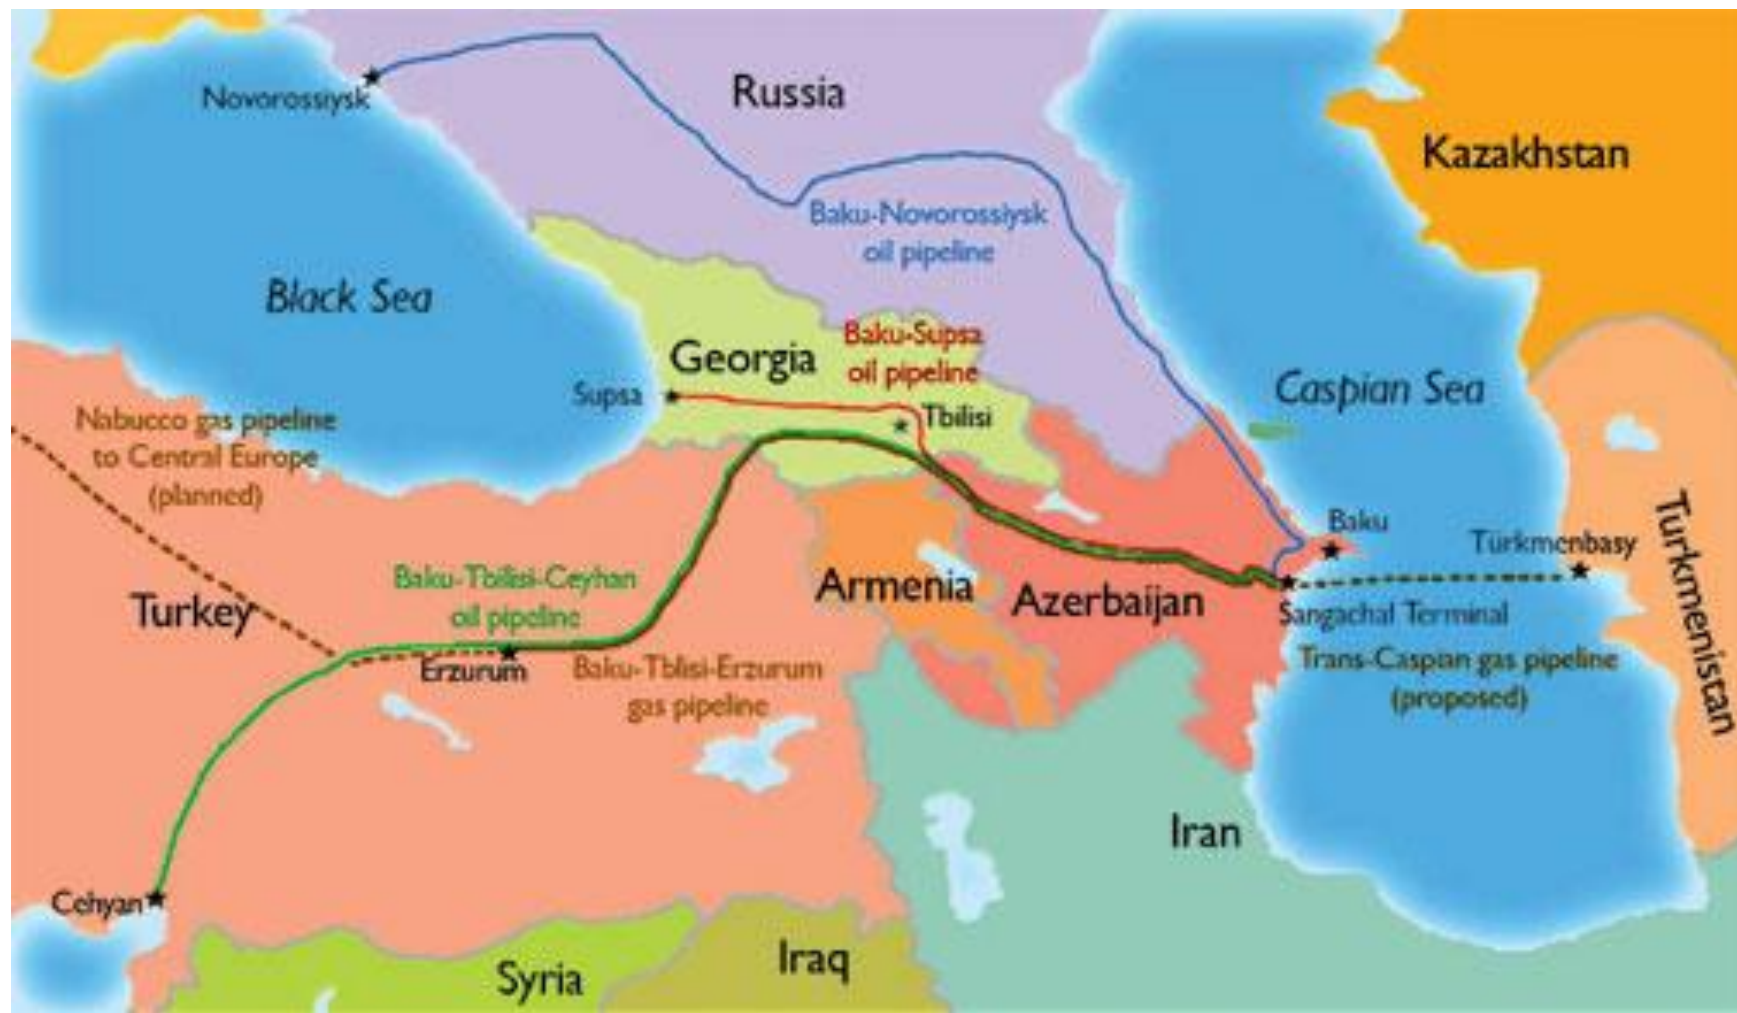 Novorossiysk
Russia
Kazakhstan
Baku-Novorossiysk
oil pipeline
Black Sea
Georgia
Baku-Supsa
oil pipeline
Supsa
Tbilisi
Caspian Sea
Nabucco gas pipeline
to Central Europe
(planned)
Baku
Türkmenbasy
Turkmenistan
Baku-Tbilisi-Ceyhan
oil pipeline
Turkey
Armenia
Azerbaijan
Sangachal Terminal
Erzurum
Baku-Tblisi-Erzurum
gas pipeline
Trans-Caspian gas pipeline
(proposed)
Iran
Cehyan
Syria
Iraq